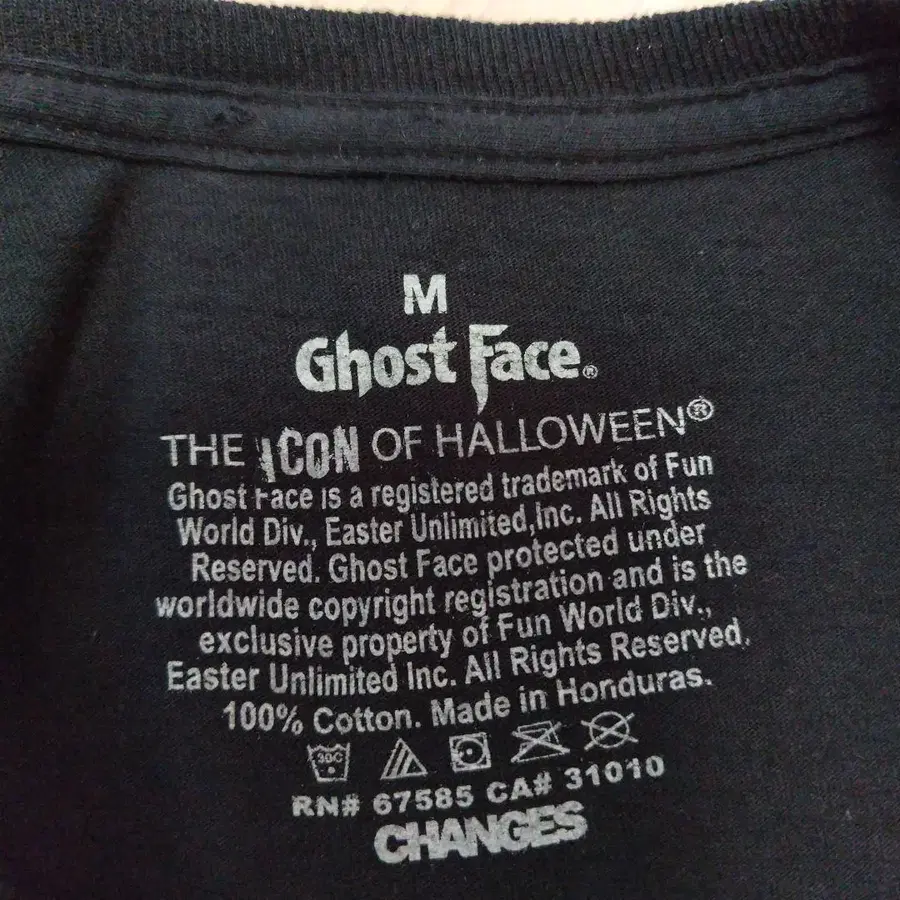 M
Ghost Face®
THE ICON OF HALLOWEEN®
Ghost Face is a registered trademark of Fun
World Div., Easter Unlimited,Inc. All Rights
Reserved. Ghost Face protected under
worldwide copyright registration and is the
exclusive property of Fun World Div.,
Easter Unlimited Inc. All Rights Reserved.
100% Cotton. Made in Honduras.
30C
RN# 67585 CA# 31010
CHANGES